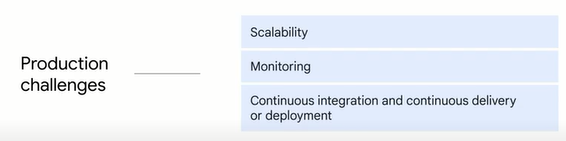 Production
challenges
Scalability
Monitoring
Continuous integration and continuous delivery
or deployment